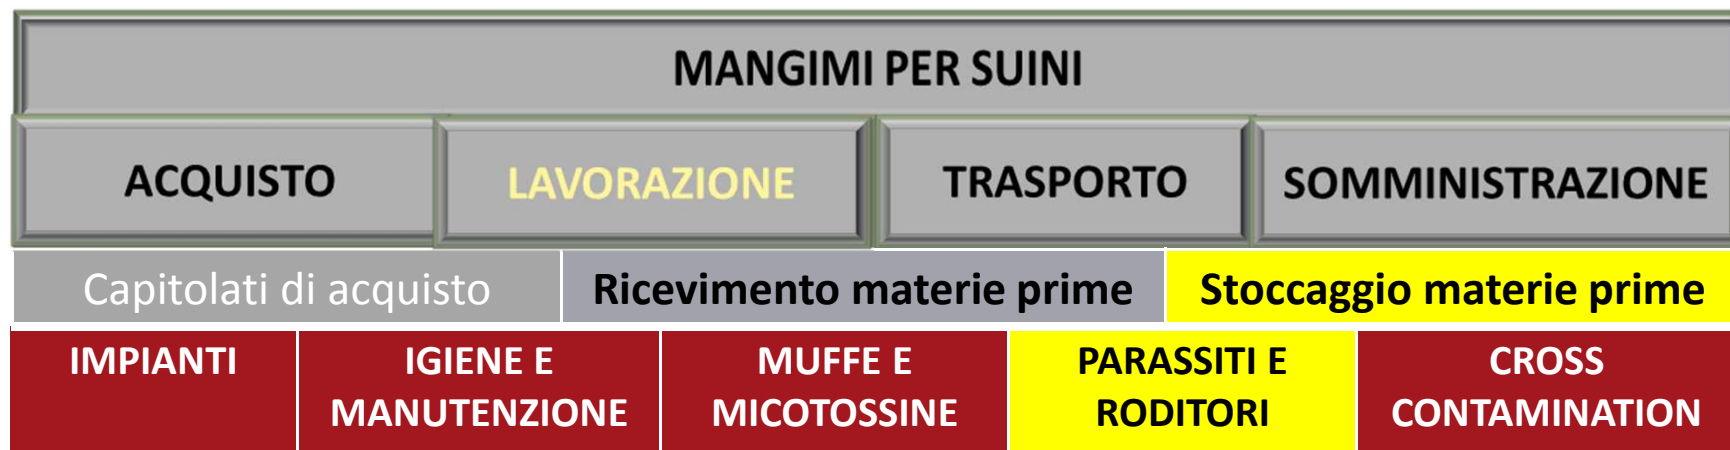 MANGIMI PER SUINI
ACQUISTO LAVORAZIONE TRASPORTO SOMMINISTRAZIONE
Capitolati di acquisto Ricevimento materie prime Stoccaggio materie prime
IMPIANTI
IGIENE E
MANUTENZIONE
MUFFE E
MICOTOSSINE
PARASSITI E
RODITORI
CROSS
CONTAMINATION